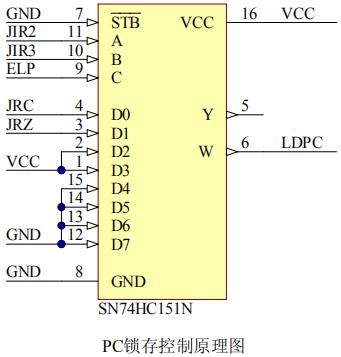 GND 7 STB VCC 16 VCC
JIR2 11 A
JIR3 10 B
ELP 9 C
JRC 4 D0 Y 5
JRZ 3 D1
2 D2 W 6 LDPC
VCC 1 D3
15 D4
14 D5
13 D6
GND 12 D7
GND 8 GND
SN74HC151N
PC锁存控制原理图